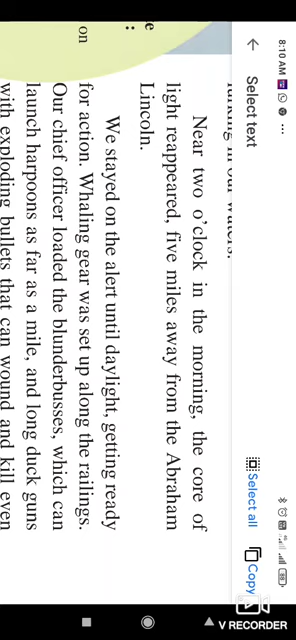 8:10 AM
Select text
Near two o'clock in the morning, the core of
light reappeared, five miles away from the Abraham
Lincoln.
We stayed on the alert until daylight, getting ready
for action. Whaling gear was set up along the railings.
Our chief officer loaded the blunderbusses, which can
launch harpoons as far as a mile, and long duck guns
with exploding bullets that can wound and kill even
e
:
on
Select all
Copy
V RECORDER